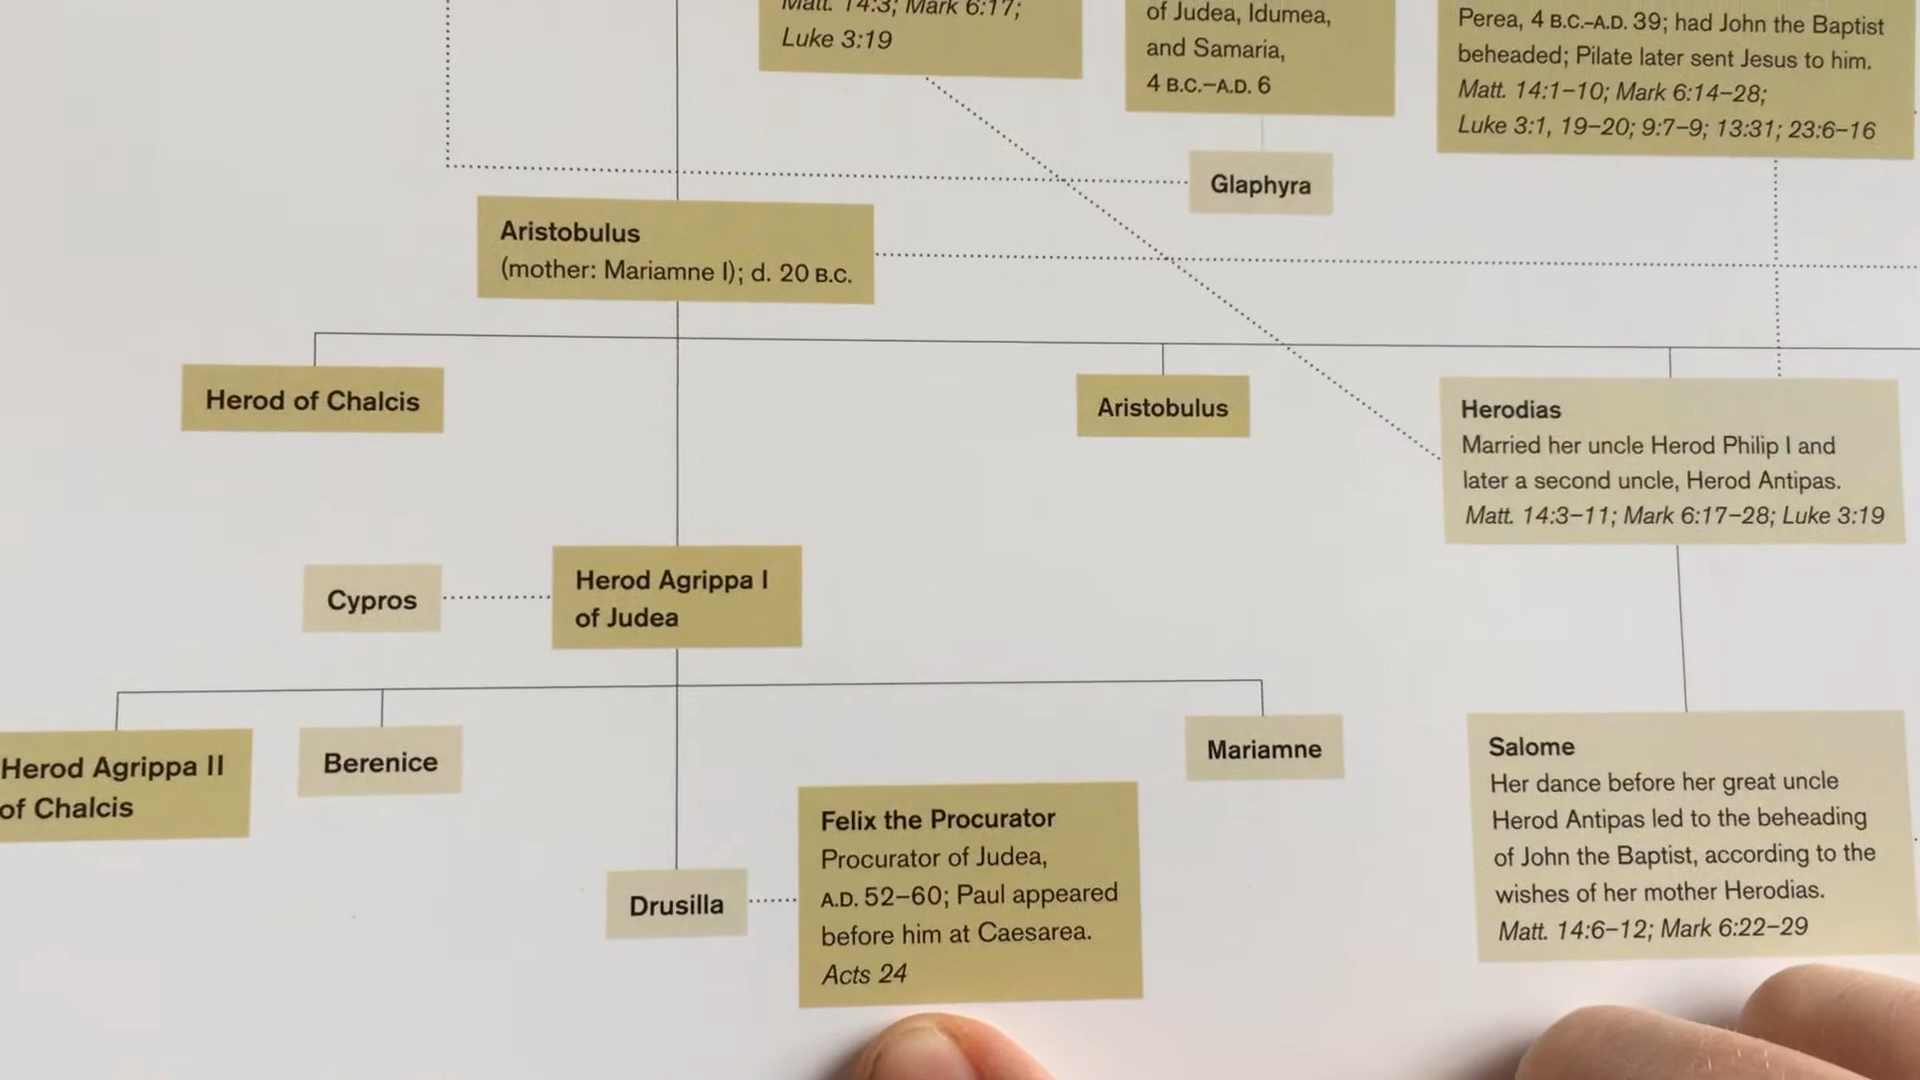 Matt. 14:3; Mark 6:17;
Luke 3:19
of Judea, Idumea,
and Samaria,
4 B.C.–A.D. 6
Perea, 4 B.C.–A.D. 39; had John the Baptist
beheaded; Pilate later sent Jesus to him.
Matt. 14:1–10; Mark 6:14–28;
Luke 3:1, 19–20; 9:7–9; 13:31; 23:6–16
Glaphyra
Aristobulus
(mother: Mariamne I); d. 20 B.C.
Herod of Chalcis
Aristobulus
Herodias
Married her uncle Herod Philip I and
later a second uncle, Herod Antipas.
Matt. 14:3–11; Mark 6:17–28; Luke 3:19
Cypros
Herod Agrippa I
of Judea
Herod Agrippa II
of Chalcis
Berenice
Mariamne
Drusilla
Felix the Procurator
Procurator of Judea,
A.D. 52–60; Paul appeared
before him at Caesarea.
Acts 24
Salome
Her dance before her great uncle
Herod Antipas led to the beheading
of John the Baptist, according to the
wishes of her mother Herodias.
Matt. 14:6–12; Mark 6:22–29